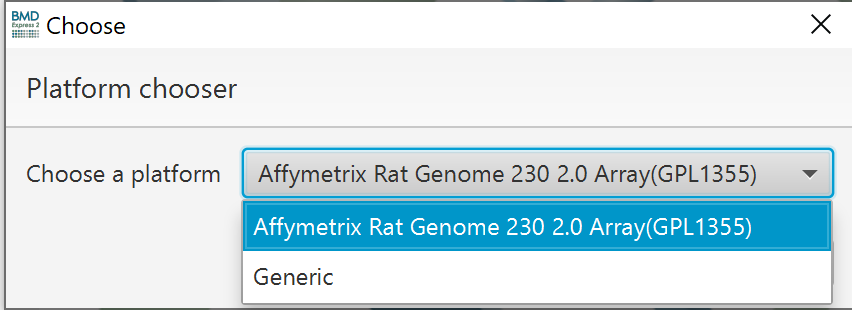 BMD
Express 2
Choose
Platform chooser
Choose a platform
Affymetrix Rat Genome 230 2.0 Array(GPL1355)
Affymetrix Rat Genome 230 2.0 Array(GPL1355)
Generic